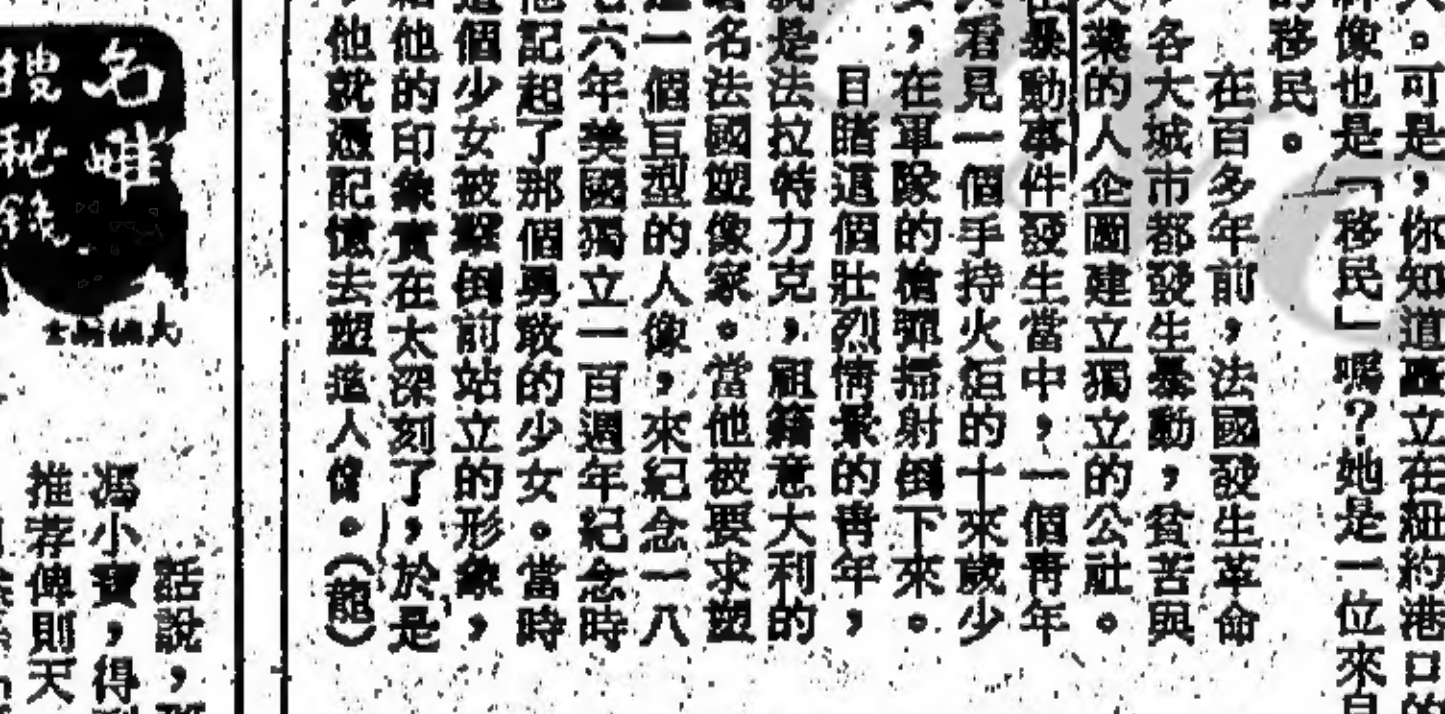 人。可是，你知道矗立在紐約港口的
神像也是「移民」嗎？她是一位來自
的移民。
在百多年前，法國發生革命
，各大城市都發生暴動，貧苦與
失業的人企圖建立獨立的公社。
在暴動事件發生當中，一個青年
看見一個手持火炬的十來歲少
女，在軍隊的槍彈掃射倒下來。
目睹這個壯烈情景的青年，
就是法拉特力克，祖籍意大利的
著名法國塑像家。當他被要求塑
造一個巨型的人像，來紀念一八
七六年美國獨立一百週年紀念時
他記起了那個勇敢的少女。當時
這個少女被擊倒前站立的形象，
給他的印象實在太深刻了，於是
，他就憑記憶去塑造人像。（龍）
名雌
搜秘錄
話說，
馮小寶，得
推荐俾則天